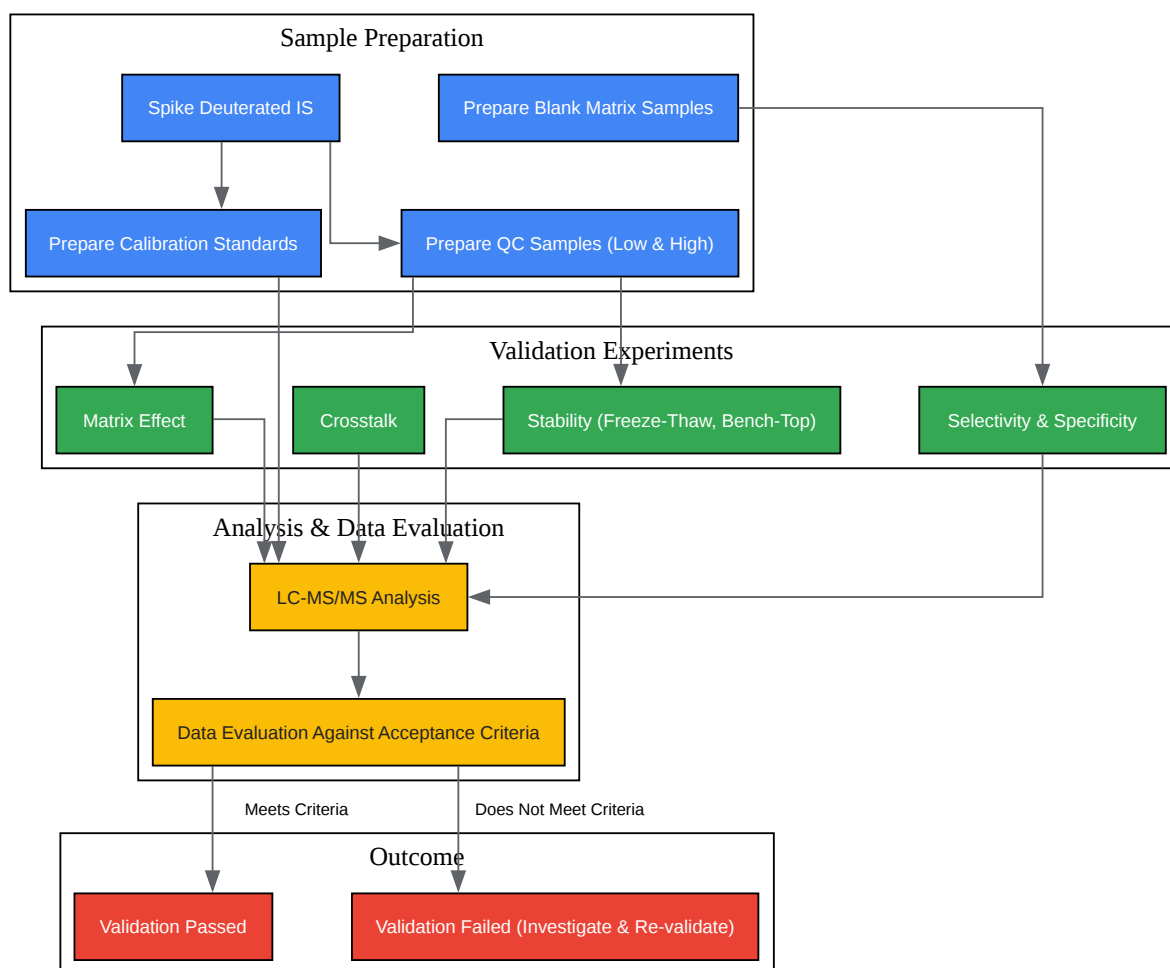 Sample Preparation
Spike Deuterated IS
Prepare Blank Matrix Samples
Prepare Calibration Standards
Prepare QC Samples (Low & High)
Validation Experiments
Matrix Effect
Crosstalk
Stability (Freeze-Thaw, Bench-Top)
Selectivity & Specificity
Analysis & Data Evaluation
LC-MS/MS Analysis
Data Evaluation Against Acceptance Criteria
Meets Criteria
Does Not Meet Criteria
Outcome
Validation Passed
Validation Failed (Investigate & Re-validate)